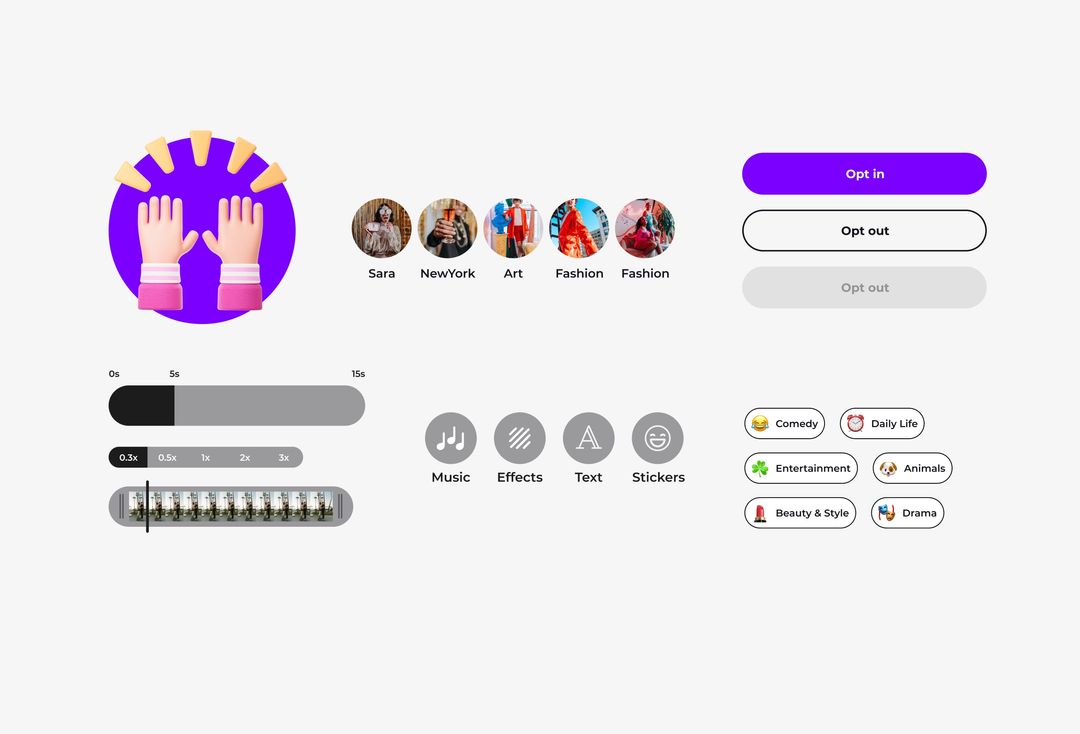 Opt in
Opt out
Opt out
Sara NewYork Art Fashion Fashion
0s 5s 15s
0.3x 0.5x 1x 2x 3x
Music Effects Text Stickers
Comedy Daily Life
Entertainment Animals
Beauty & Style Drama